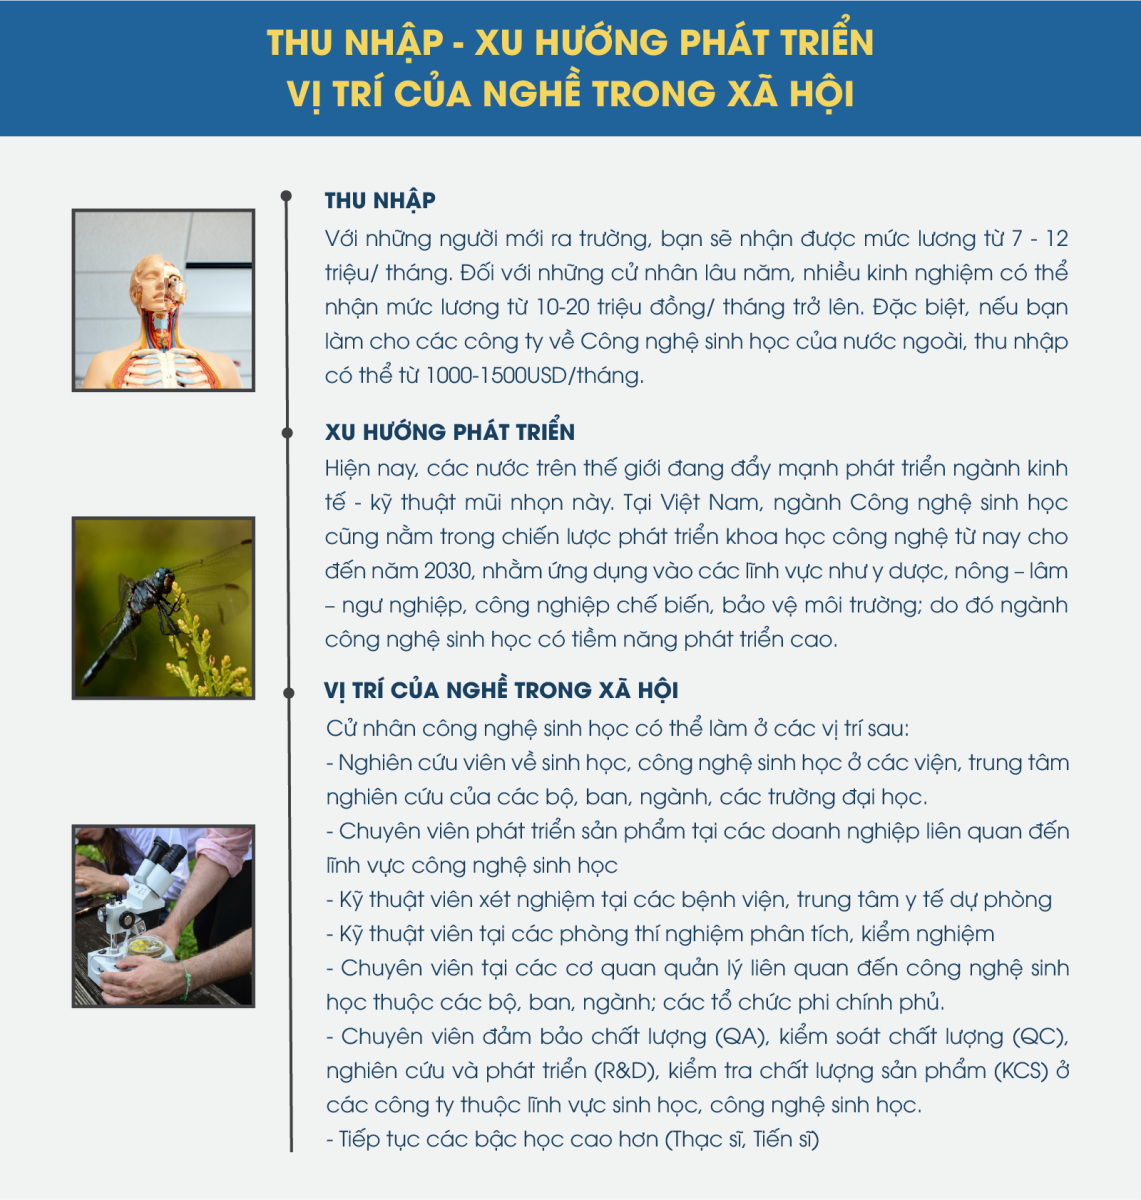 THU NHẬP - XU HƯỚNG PHÁT TRIỂN
VỊ TRÍ CỦA NGHỀ TRONG XÃ HỘI
THU NHẬP
Với những người mới ra trường, bạn sẽ nhận được mức lương từ 7 - 12
triệu/ tháng. Đối với những cử nhân lâu năm, nhiều kinh nghiệm có thể
nhận mức lương từ 10-20 triệu đồng/ tháng trở lên. Đặc biệt, nếu bạn
làm cho các công ty về Công nghệ sinh học của nước ngoài, thu nhập
có thể từ 1000-1500USD/tháng.
XU HƯỚNG PHÁT TRIỂN
Hiện nay, các nước trên thế giới đang đẩy mạnh phát triển ngành kinh
tế - kỹ thuật mũi nhọn này. Tại Việt Nam, ngành Công nghệ sinh học
cũng nằm trong chiến lược phát triển khoa học công nghệ từ nay cho
đến năm 2030, nhằm ứng dụng vào các lĩnh vực như y dược, nông – lâm
– ngư nghiệp, công nghiệp chế biến, bảo vệ môi trường; do đó ngành
công nghệ sinh học có tiềm năng phát triển cao.
VỊ TRÍ CỦA NGHỀ TRONG XÃ HỘI
Cử nhân công nghệ sinh học có thể làm ở các vị trí sau:
- Nghiên cứu viên về sinh học, công nghệ sinh học ở các viện, trung tâm
nghiên cứu của các bộ, ban, ngành, các trường đại học.
- Chuyên viên phát triển sản phẩm tại các doanh nghiệp liên quan đến
lĩnh vực công nghệ sinh học
- Kỹ thuật viên xét nghiệm tại các bệnh viện, trung tâm y tế dự phòng
- Kỹ thuật viên tại các phòng thí nghiệm phân tích, kiểm nghiệm
- Chuyên viên tại các cơ quan quản lý liên quan đến công nghệ sinh
học thuộc các bộ, ban, ngành; các tổ chức phi chính phủ.
- Chuyên viên đảm bảo chất lượng (QA), kiểm soát chất lượng (QC),
nghiên cứu và phát triển (R&D), kiểm tra chất lượng sản phẩm (KCS) ở
các công ty thuộc lĩnh vực sinh học, công nghệ sinh học.
- Tiếp tục các bậc học cao hơn (Thạc sĩ, Tiến sĩ)